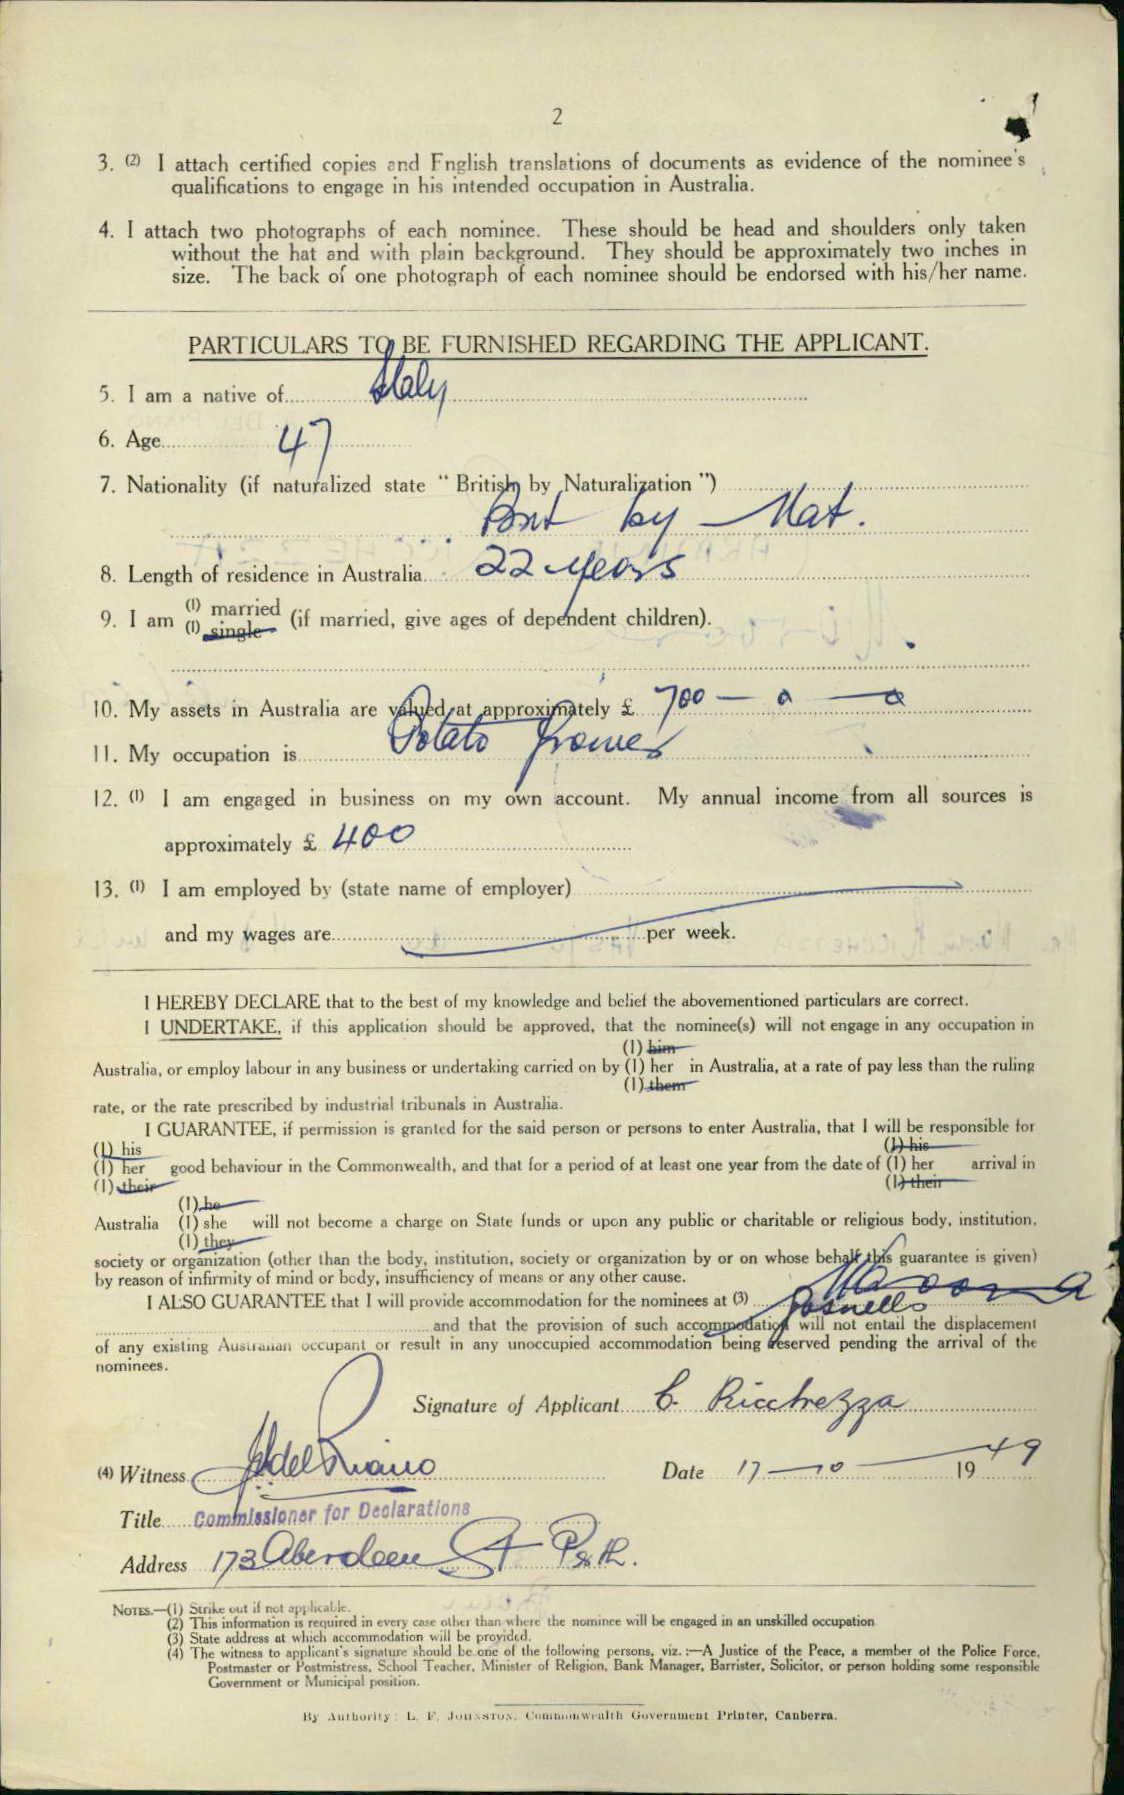 2
3. (2) I attach certified copies and English translations of documents as evidence of the nominee's
qualifications to engage in his intended occupation in Australia.
4. I attach two photographs of each nominee. These should be head and shoulders only taken
without the hat and with plain background. They should be approximately two inches in
size. The back of one photograph of each nominee should be endorsed with his/her name.
PARTICULARS TO BE FURNISHED REGARDING THE APPLICANT.
5. I am a native of Italy
6. Age 47
7. Nationality (if naturalized state "British by Naturalization")
Brit by Nat.
8. Length of residence in Australia 22 years
9. I am (1) married (1) single (if married, give ages of dependent children).
10. My assets in Australia are valued at approximately £ 700 — o — o
11. My occupation is Potato Grower
12. (1) I am engaged in business on my own account. My annual income from all sources is
approximately £ 400
13. (1) I am employed by (state name of employer)
and my wages are per week.
I HEREBY DECLARE that to the best of my knowledge and belief the abovementioned particulars are correct.
I UNDERTAKE, if this application should be approved, that the nominee(s) will not engage in any occupation in
(1) him
Australia, or employ labour in any business or undertaking carried on by (1) her in Australia, at a rate of pay less than the ruling
(1) them
rate, or the rate prescribed by industrial tribunals in Australia.
I GUARANTEE, if permission is granted for the said person or persons to enter Australia, that I will be responsible for
(1) his (1) his
(1) her good behaviour in the Commonwealth, and that for a period of at least one year from the date of (1) her arrival in
(1) their (1) their
(1) he
Australia (1) she will not become a charge on State funds or upon any public or charitable or religious body, institution,
(1) they
society or organization (other than the body, institution, society or organization by or on whose behalf this guarantee is given)
by reason of infirmity of mind or body, insufficiency of means or any other cause.
I ALSO GUARANTEE that I will provide accommodation for the nominees at (3)
Gosnells
and that the provision of such accommodation will not entail the displacement
of any existing Australian occupant or result in any unoccupied accommodation being reserved pending the arrival of the
nominees.
Signature of Applicant C. Ricchezza
(4) Witness
Date 17—10—1949
Title Commissioner for Declarations
Address 173 Aberdeen St Perth.
NOTES.—(1) Strike out if not applicable.
(2) This information is required in every case other than where the nominee will be engaged in an unskilled occupation
(3) State address at which accommodation will be provided.
(4) The witness to applicant's signature should be one of the following persons, viz.:—A Justice of the Peace, a member of the Police Force,
Postmaster or Postmistress, School Teacher, Minister of Religion, Bank Manager, Barrister, Solicitor, or person holding some responsible
Government or Municipal position.
By Authority: L. F. JOHNSTON, Commonwealth Government Printer, Canberra.